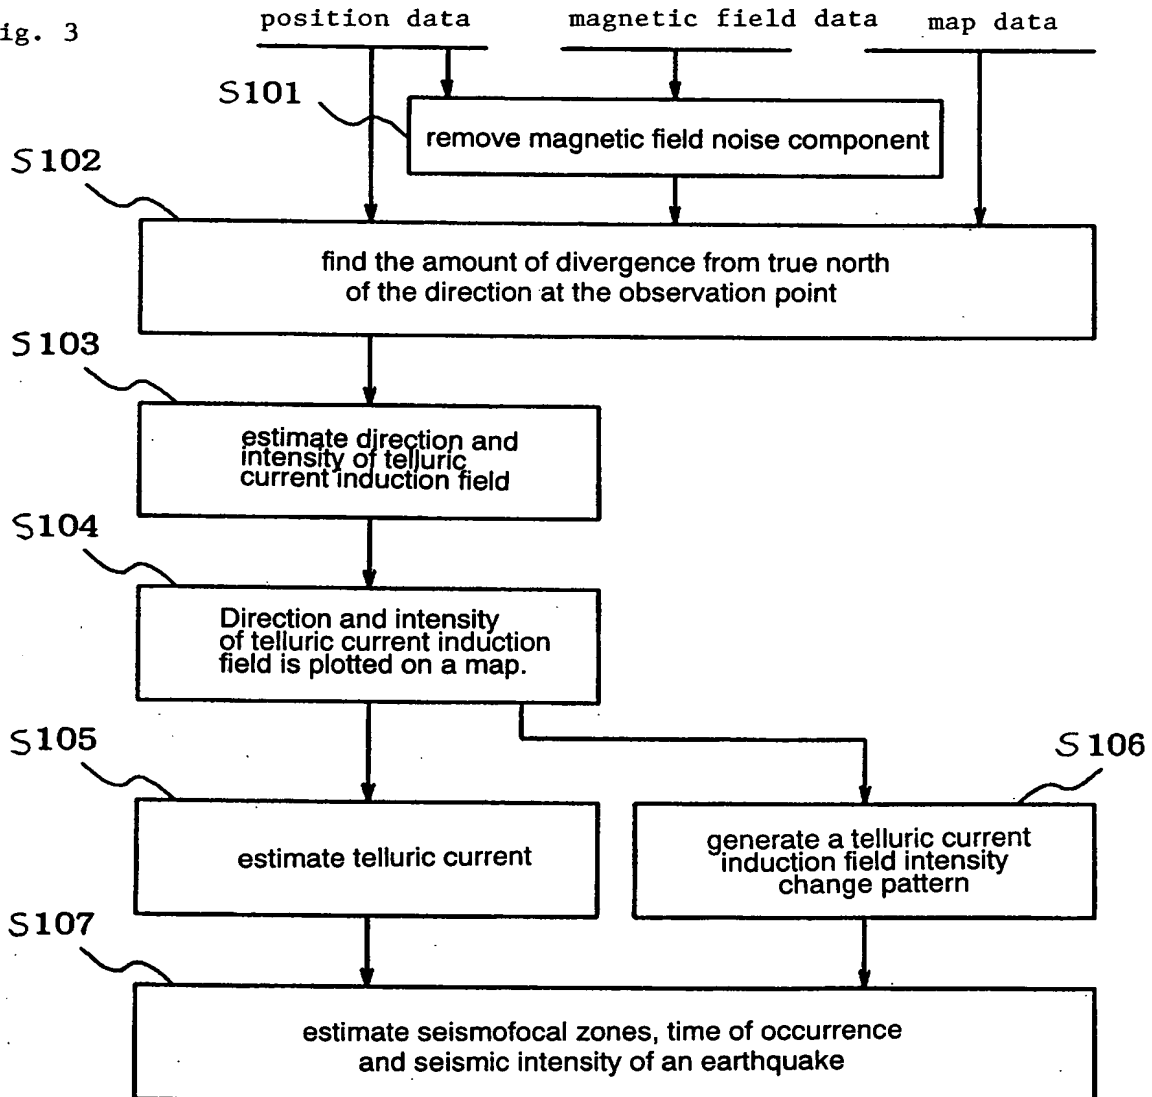 ig. 3
position data
magnetic field data
map data
S101
remove magnetic field noise component
S102
find the amount of divergence from true north
of the direction at the observation point
S103
estimate direction and
intensity of telluric
current induction field
S104
Direction and intensity
of telluric current induction
field is plotted on a map.
S105
estimate telluric current
S106
generate a telluric current
induction field intensity
change pattern
S107
estimate seismofocal zones, time of occurrence
and seismic intensity of an earthquake